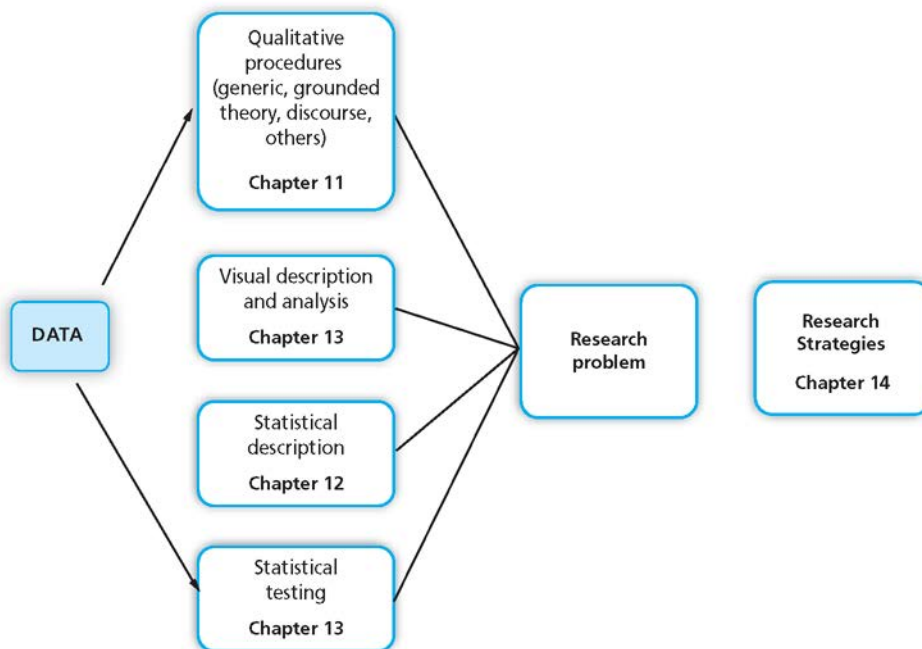 Qualitative
procedures
(generic, grounded
theory, discourse,
others)
Chapter 11
Visual description
and analysis
Chapter 13
DATA
Research
problem
Research
Strategies
Chapter 14
Statistical
description
Chapter 12
Statistical
testing
Chapter 13